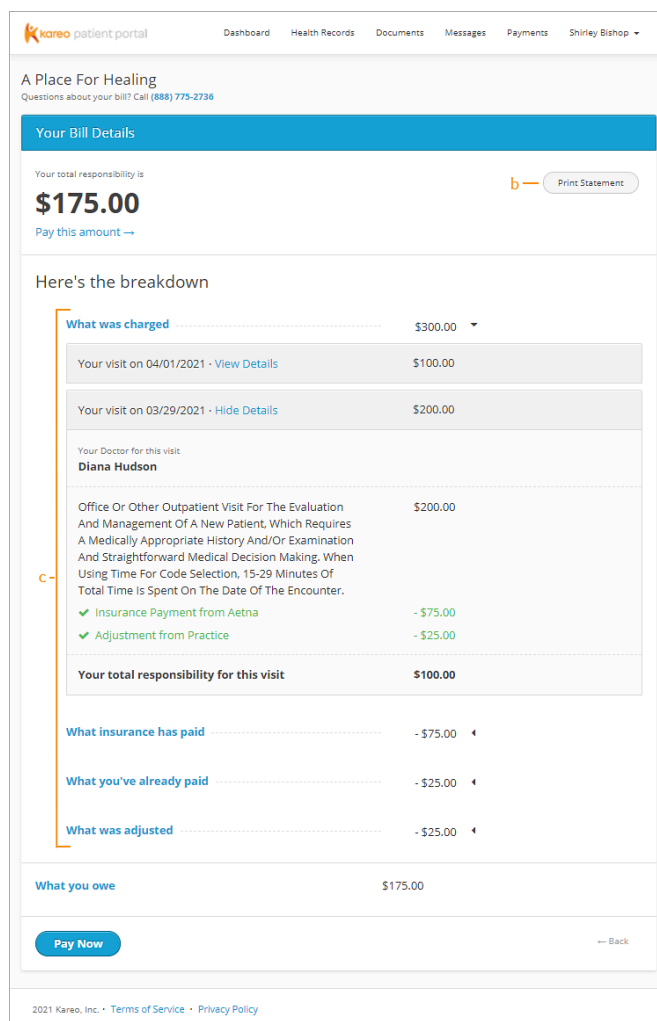 kareo patient portal Dashboard Health Records Documents Messages Payments Shirley Bishop
A Place For Healing
Questions about your bill? Call (888) 775-2736
Your Bill Details
Your total responsibility is
$175.00
b Print Statement
Pay this amount →
Here's the breakdown
What was charged $300.00
Your visit on 04/01/2021 · View Details $100.00
Your visit on 03/29/2021 · Hide Details $200.00
Your Doctor for this visit
Diana Hudson
Office Or Other Outpatient Visit For The Evaluation $200.00
And Management Of A New Patient, Which Requires
A Medically Appropriate History And/Or Examination
And Straightforward Medical Decision Making. When
Using Time For Code Selection, 15-29 Minutes Of
c
Total Time Is Spent On The Date Of The Encounter.
Insurance Payment from Aetna - $75.00
Adjustment from Practice - $25.00
Your total responsibility for this visit $100.00
What insurance has paid - $75.00
What you've already paid - $25.00
What was adjusted - $25.00
What you owe $175.00
Pay Now ← Back
2021 Kareo, Inc. • Terms of Service • Privacy Policy